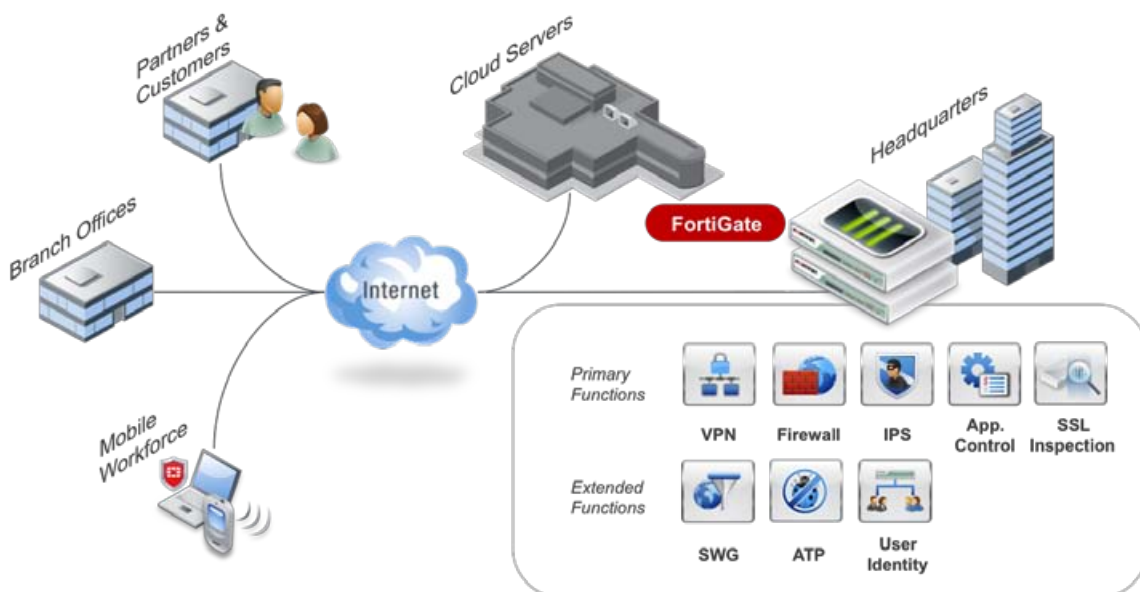 Partners &
Customers
Cloud Servers
Headquarters
Branch Offices
FortiGate
Internet
Mobile
Workforce
Primary
Functions
VPN
Firewall
IPS
App.
Control
SSL
Inspection
Extended
Functions
SWG
ATP
User
Identity